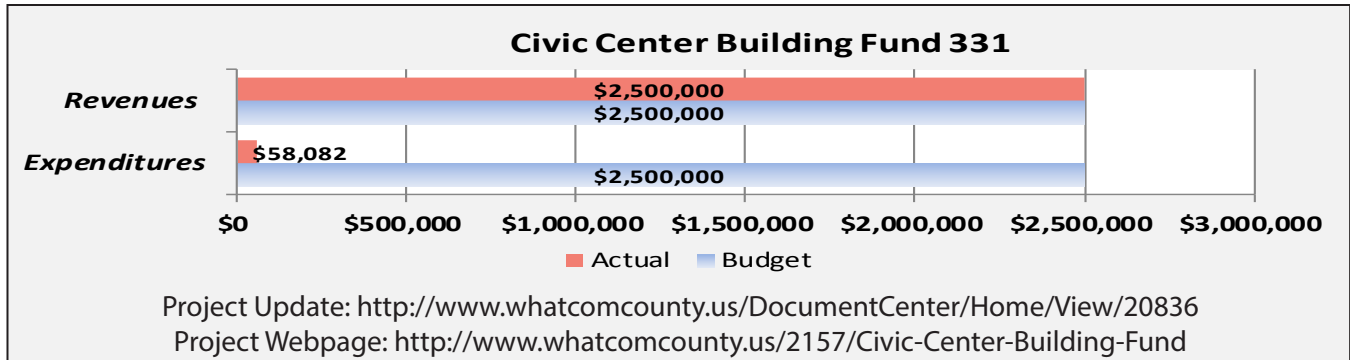 Civic Center Building Fund 331
Revenues
$2,500,000
$2,500,000
Expenditures
$58,082
$2,500,000
$0 $500,000 $1,000,000 $1,500,000 $2,000,000 $2,500,000 $3,000,000
Actual Budget
Project Update: http://www.whatcomcounty.us/DocumentCenter/Home/View/20836
Project Webpage: http://www.whatcomcounty.us/2157/Civic-Center-Building-Fund